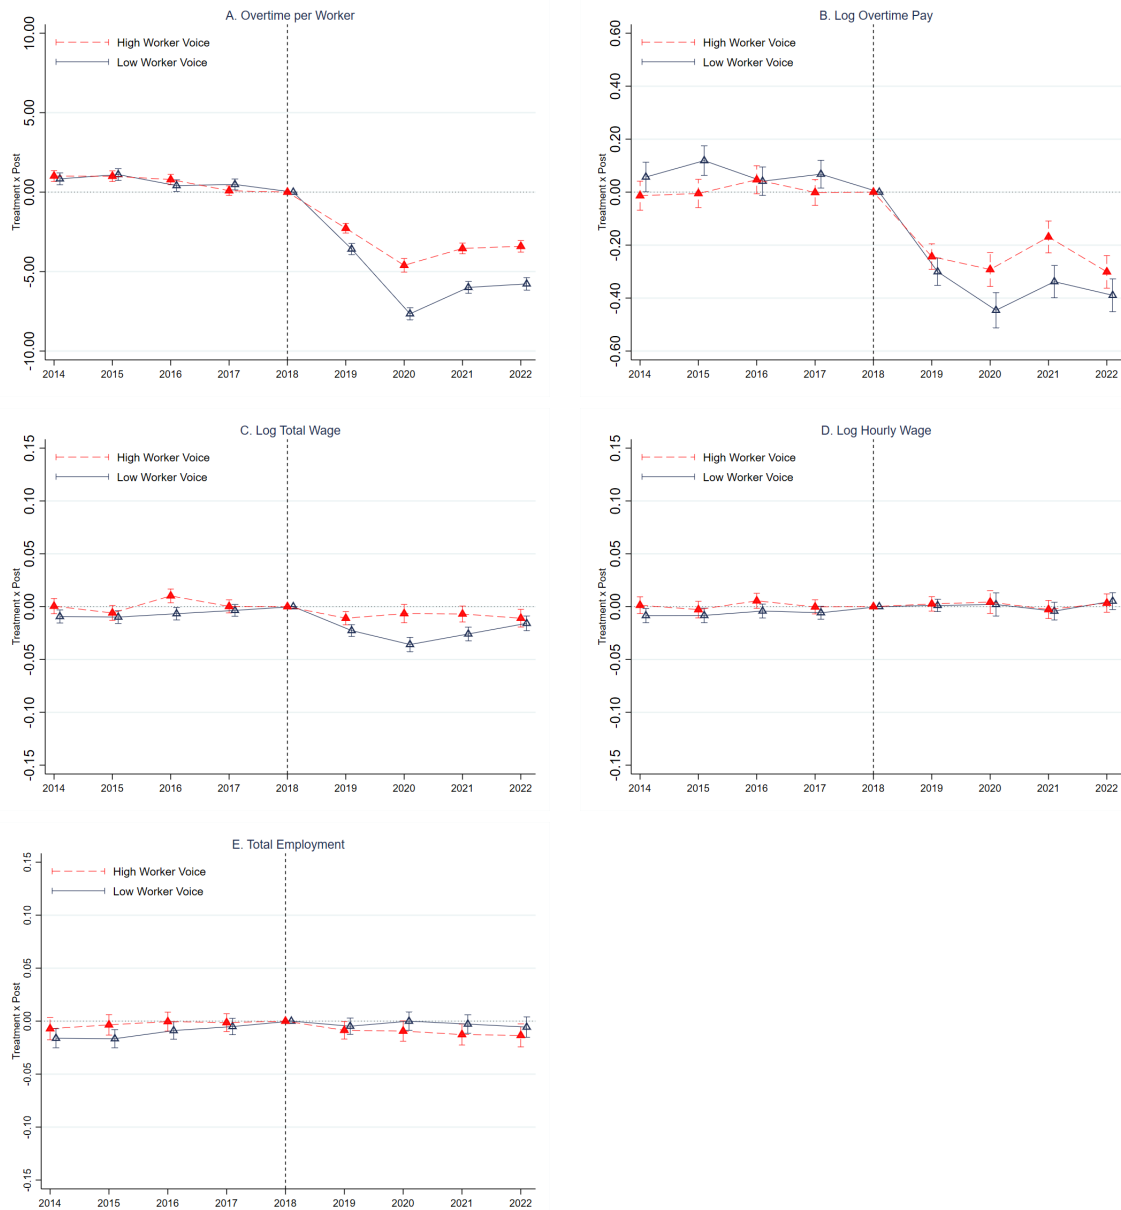 A. Overtime per Worker
High Worker Voice
Low Worker Voice
Treatment x Post
10.00
5.00
0.00
-5.00
-10.00
2014 2015 2016 2017 2018 2019 2020 2021 2022
B. Log Overtime Pay
High Worker Voice
Low Worker Voice
Treatment x Post
0.60
0.40
0.20
0.00
-0.20
-0.40
-0.60
2014 2015 2016 2017 2018 2019 2020 2021 2022
C. Log Total Wage
High Worker Voice
Low Worker Voice
Treatment x Post
0.15
0.10
0.05
0.00
-0.05
-0.10
-0.15
2014 2015 2016 2017 2018 2019 2020 2021 2022
D. Log Hourly Wage
High Worker Voice
Low Worker Voice
Treatment x Post
0.15
0.10
0.05
0.00
-0.05
-0.10
-0.15
2014 2015 2016 2017 2018 2019 2020 2021 2022
E. Total Employment
High Worker Voice
Low Worker Voice
Treatment x Post
0.15
0.10
0.05
0.00
-0.05
-0.10
-0.15
2014 2015 2016 2017 2018 2019 2020 2021 2022